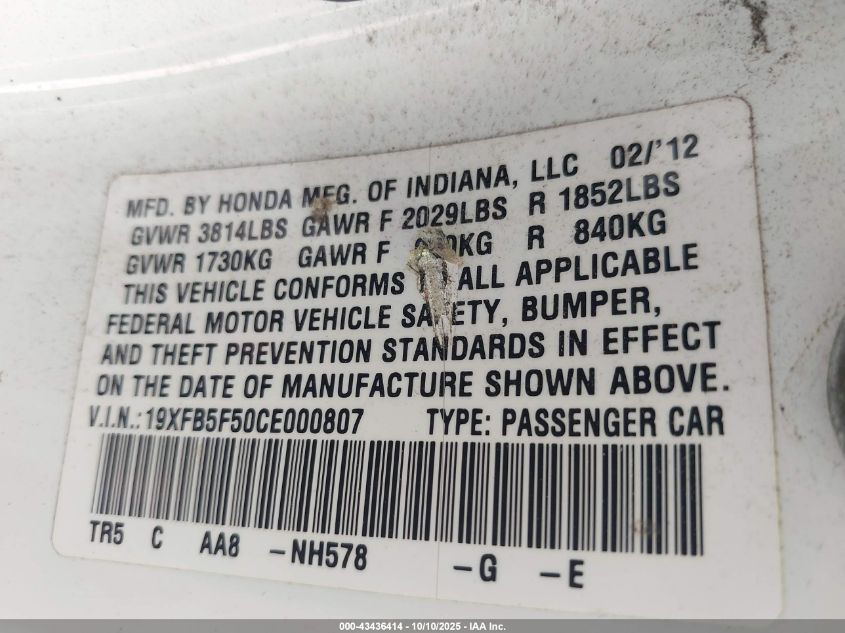 MFD. BY HONDA MFG. OF INDIANA, LLC 02/'12
GVWR 3814LBS GAWR F 2029LBS R 1852LBS
GVWR 1730KG GAWR F KG R 840KG
THIS VEHICLE CONFORMS ALL APPLICABLE
FEDERAL MOTOR VEHICLE SAFETY, BUMPER,
AND THEFT PREVENTION STANDARDS IN EFFECT
ON THE DATE OF MANUFACTURE SHOWN ABOVE.
V.I.N.:19XFB5F50CE000807 TYPE: PASSENGER CAR
TR5 C AA8 -NH578 -G -E
000-43436414 - 10/10/2025 - IAA Inc.